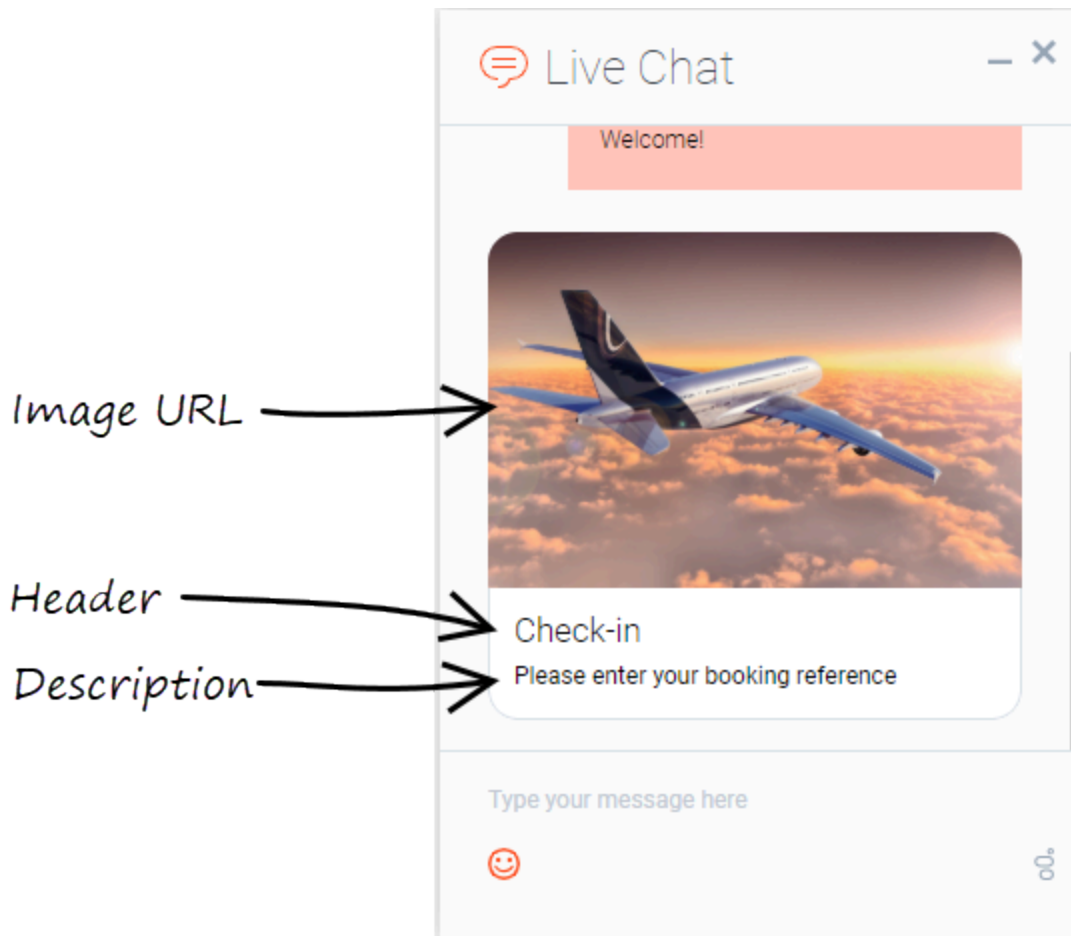 Live Chat
Welcome!
Image URL
Header
Check-in
Description
Please enter your booking reference
Type your message here